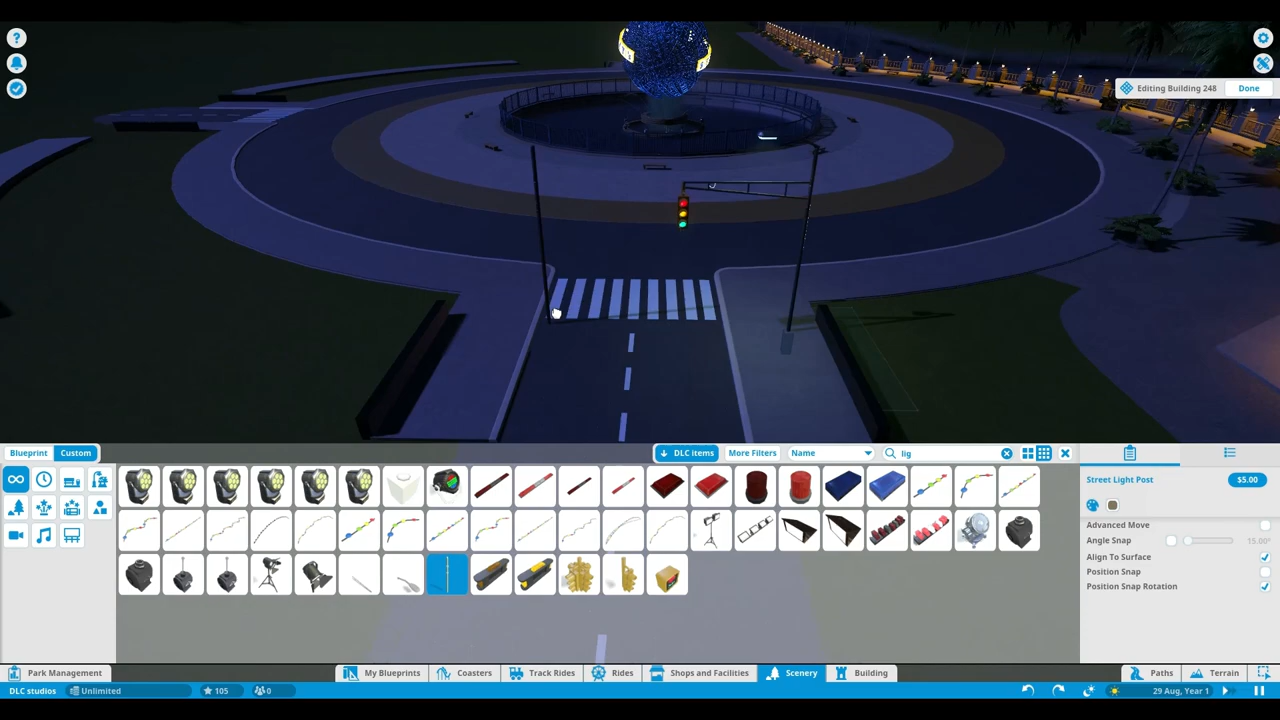 Editing Building 248
Done
Blueprint
Custom
DLC items
More Filters
Name
lig
Street Light Post
$5.00
Advanced Move
Angle Snap
15.00°
Align To Surface
Position Snap
Position Snap Rotation
Park Management
My Blueprints
Coasters
Track Rides
Rides
Shops and Facilities
Scenery
Building
Paths
Terrain
DLC studios
Unlimited
105
0
29 Aug, Year 1